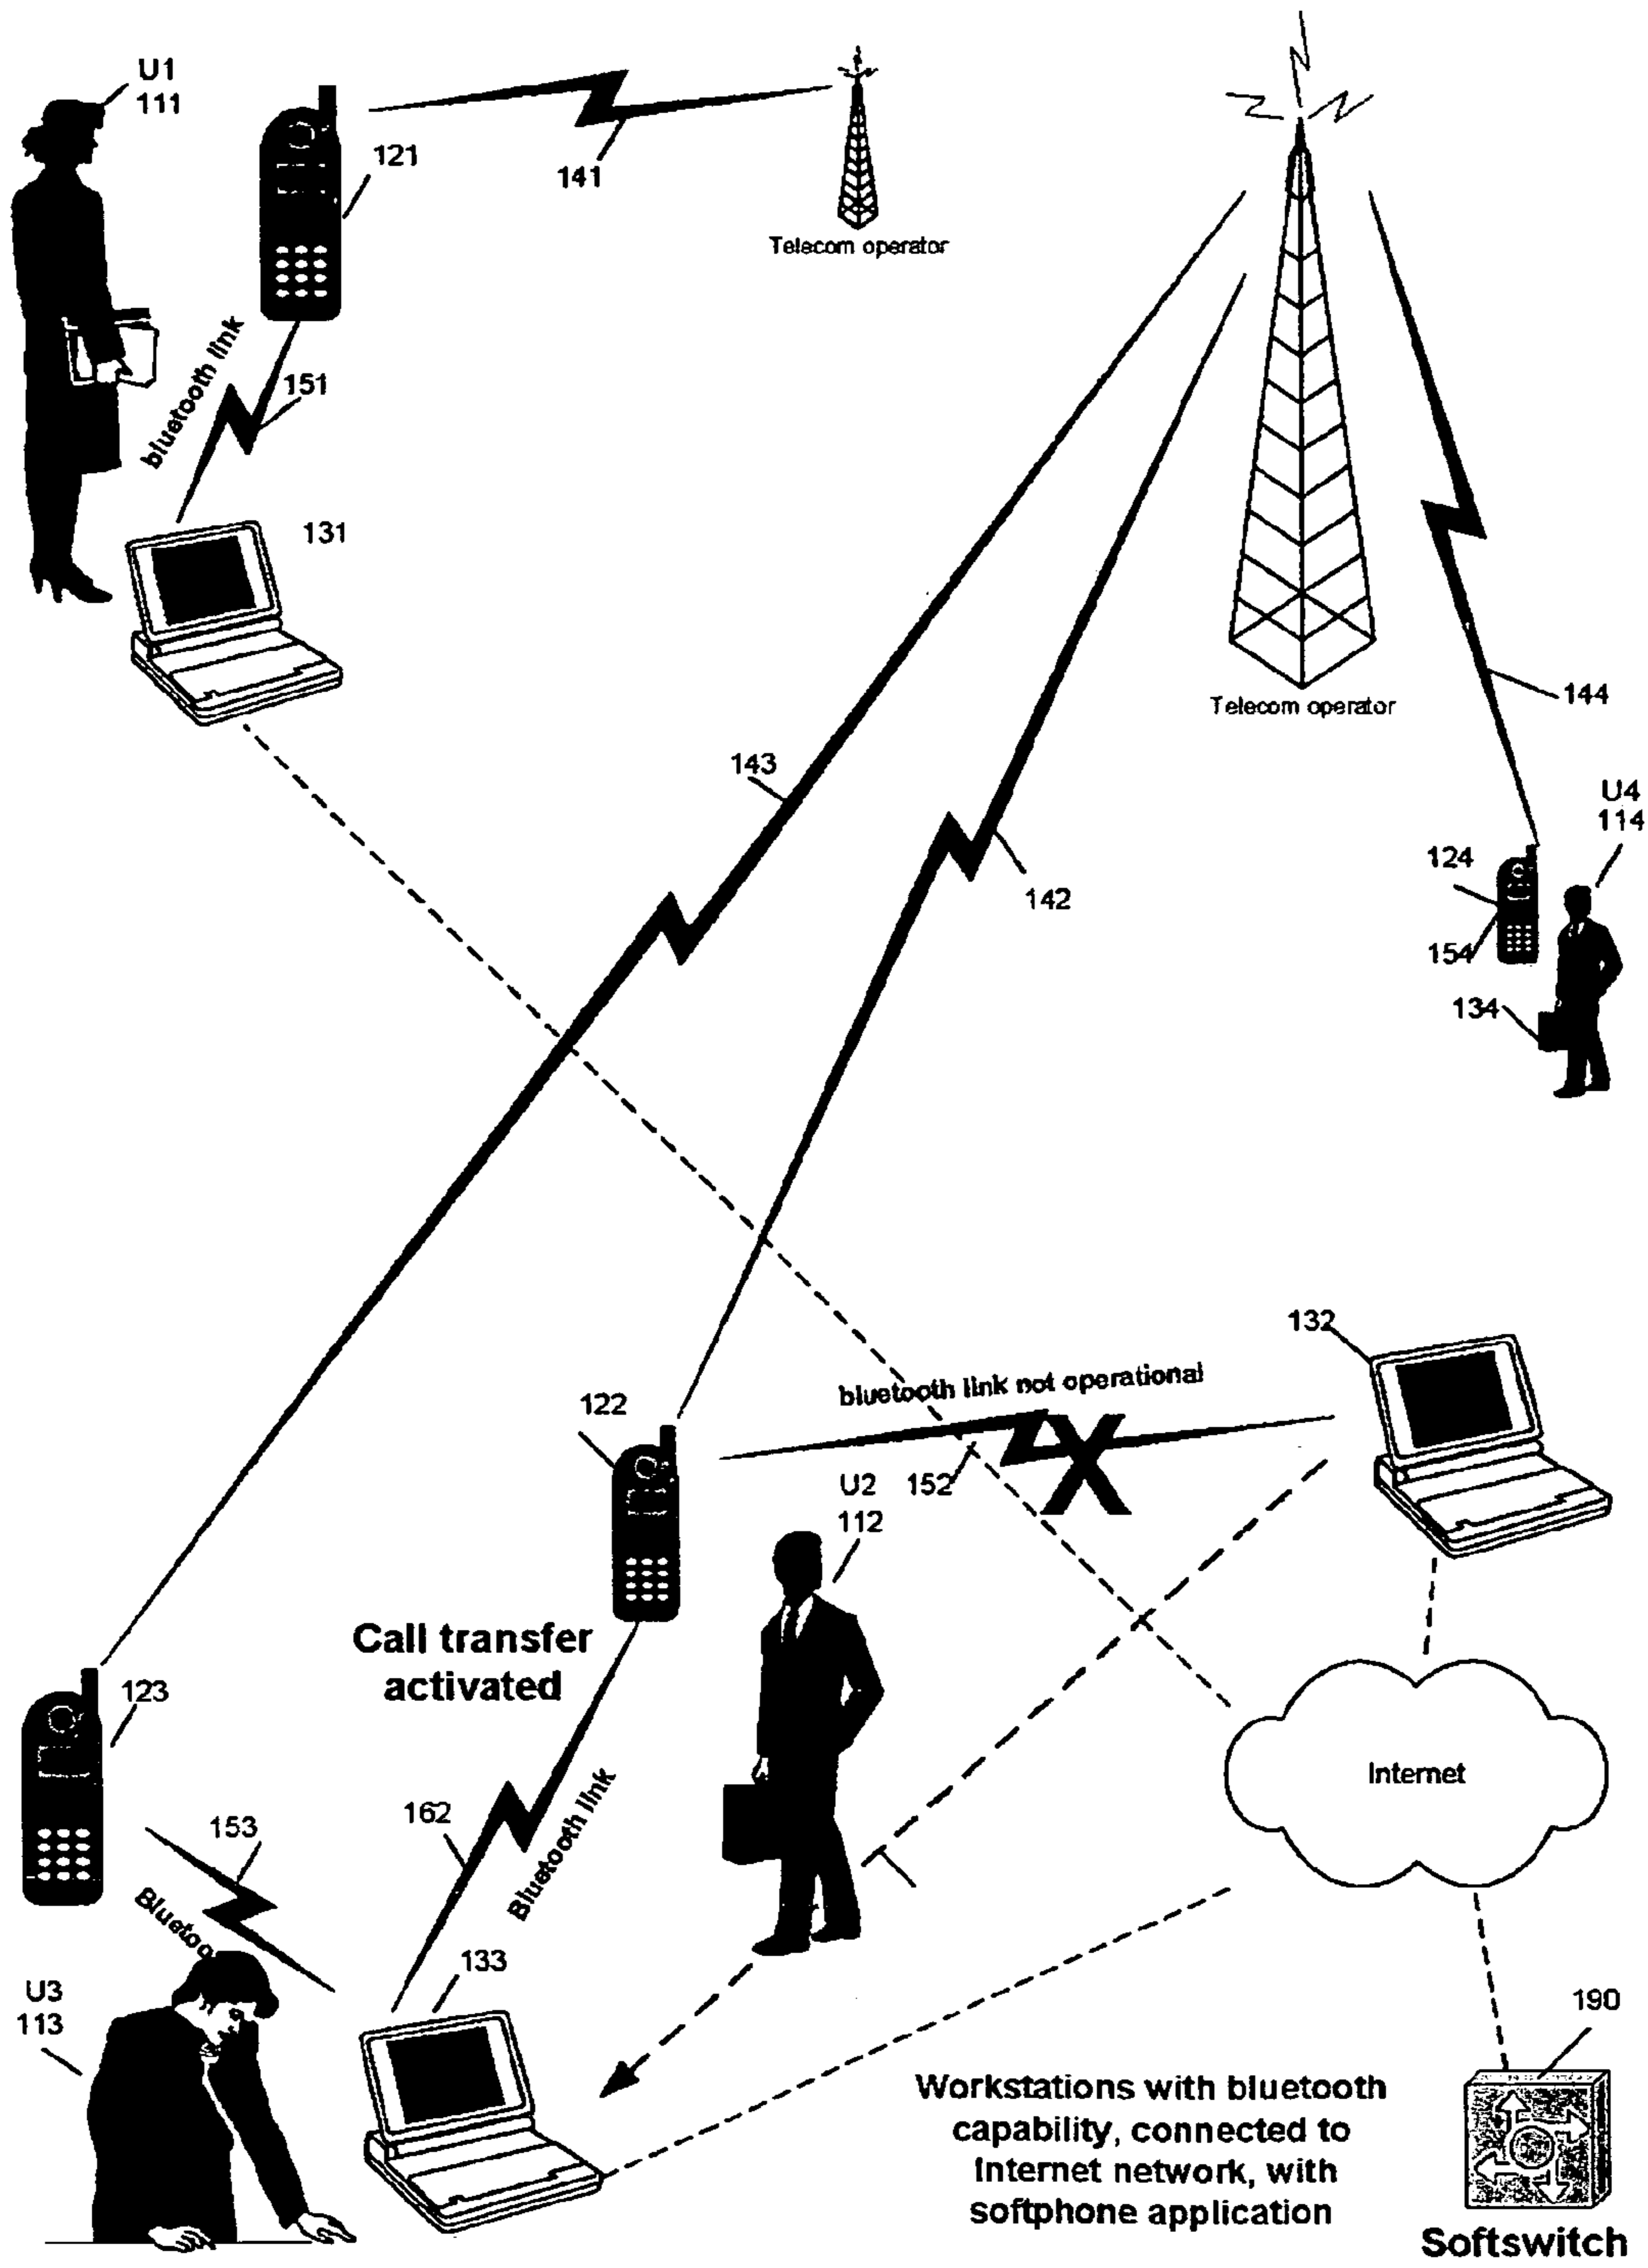 U1
111
121
141
Telecom operator
bluetooth link
151
131
Telecom operator
144
143
142
U4
114
124
154
134
132
bluetooth link not operational
122
U2
152
112
Call transfer
activated
123
Internet
162
153
Bluetooth link
Bluetoo
133
U3
113
190
Workstations with bluetooth
capability, connected to
Internet network, with
softphone application
Softswitch